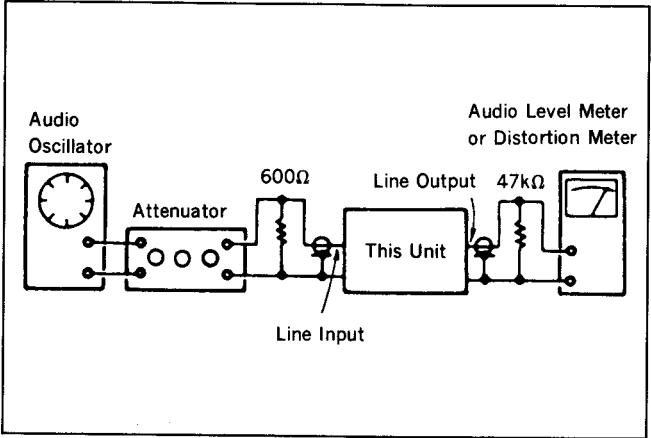 Audio
Oscillator
Attenuator
600Ω
Line Input
This Unit
Line Output
47kΩ
Audio Level Meter
or Distortion Meter